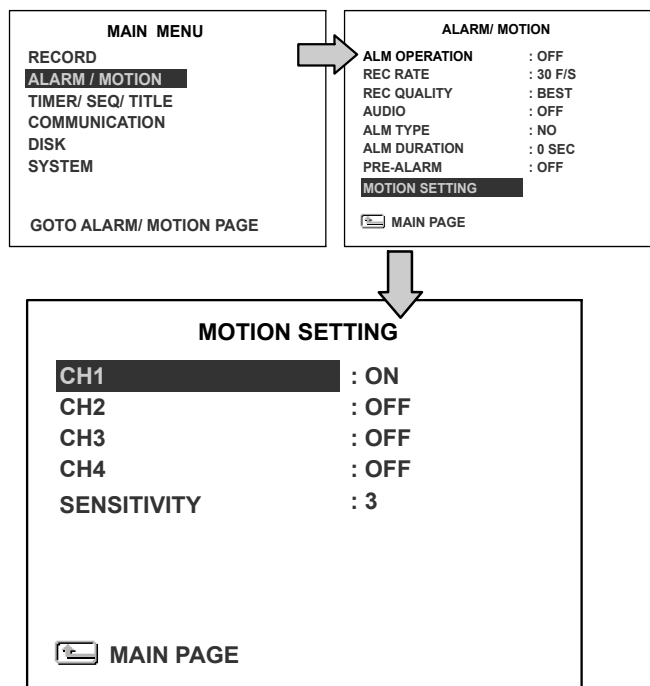 MAIN MENU
RECORD
ALARM / MOTION
TIMER/ SEQ/ TITLE
COMMUNICATION
DISK
SYSTEM
GOTO ALARM/ MOTION PAGE
ALARM/ MOTION
ALM OPERATION : OFF
REC RATE : 30 F/S
REC QUALITY : BEST
AUDIO : OFF
ALM TYPE : NO
ALM DURATION : 0 SEC
PRE-ALARM : OFF
MOTION SETTING
MAIN PAGE
MOTION SETTING
CH1 : ON
CH2 : OFF
CH3 : OFF
CH4 : OFF
SENSITIVITY : 3
MAIN PAGE